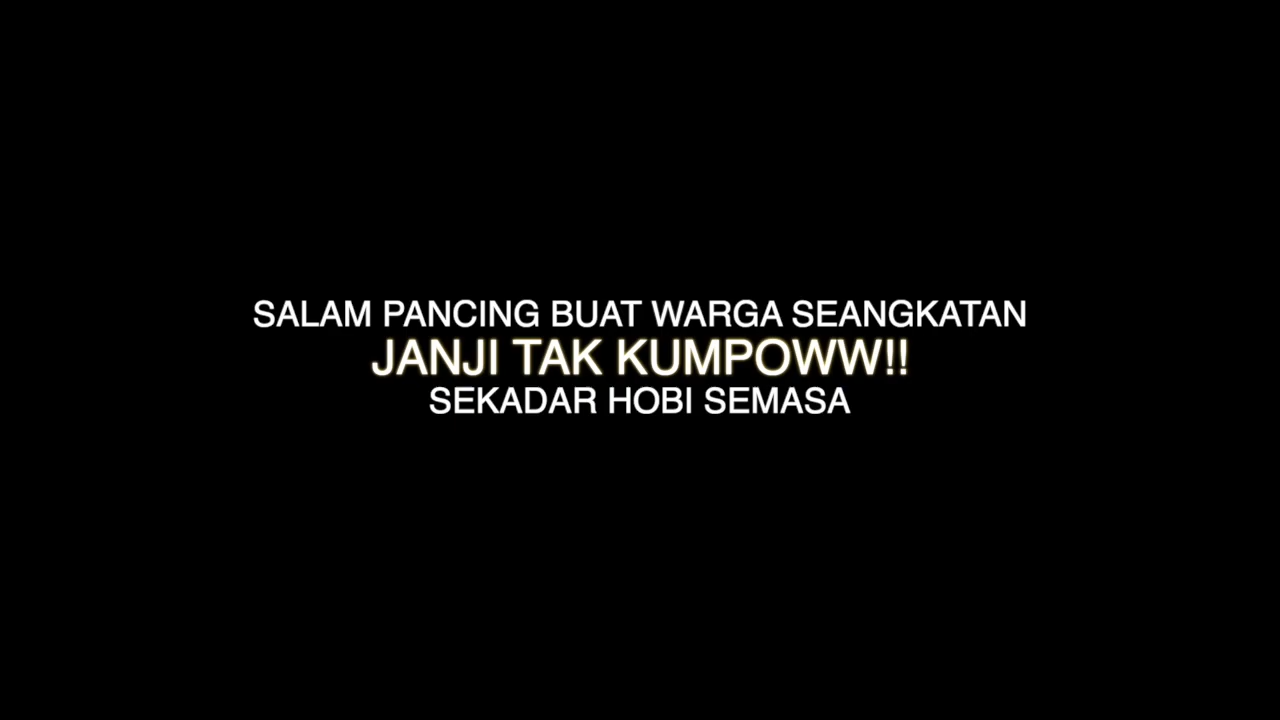 SALAM PANCING BUAT WARGA SEANGKATAN
JANJI TAK KUMPOWW!!
SEKADAR HOBI SEMASA